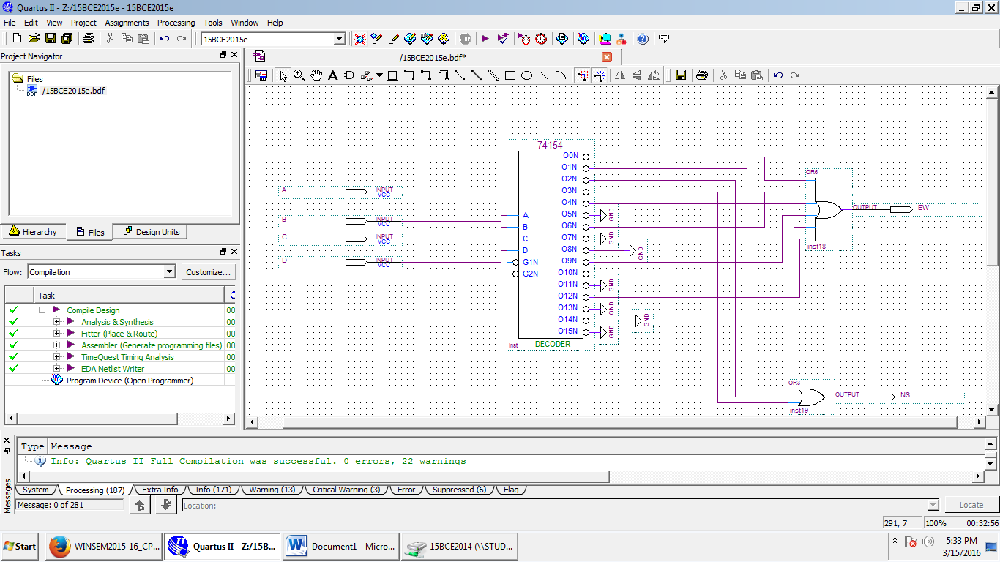 Quartus II - Z:/15BCE2015e - 15BCE2015e
File Edit View Project Assignments Processing Tools Window Help
15BCE2015e
STOP
Project Navigator
Files
BDF /15BCE2015e.bdf
Hierarchy Files Design Units
Tasks
Flow: Compilation Customize...
Task
Compile Design 00
Analysis & Synthesis 00
Fitter (Place & Route) 00
Assembler (Generate programming files) 00
TimeQuest Timing Analysis 00
EDA Netlist Writer 00
Program Device (Open Programmer)
/15BCE2015e.bdf*
74154
A INPUT
VCC
B INPUT
VCC
C INPUT
VCC
D INPUT
VCC
A
B
C
D
G1N
G2N
O0N
O1N
O2N
O3N
O4N
O5N GND
O6N
O7N GND
O8N GND
O9N
O10N
O11N GND
O12N
O13N GND
O14N GND
O15N GND
inst DECODER
OR6
OUTPUT EW
inst18
OR3
OUTPUT NS
inst19
Messages
Type Message
Info: Quartus II Full Compilation was successful. 0 errors, 22 warnings
System Processing (187) Extra Info Info (171) Warning (13) Critical Warning (3) Error Suppressed (6) Flag
Message: 0 of 281 Location: Locate
291, 7 100% 00:32:56
Start WINSEM2015-16_CP... Quartus II - Z:/15B... Document1 - Micro... 15BCE2014 (\\STUD... 5:33 PM
3/15/2016